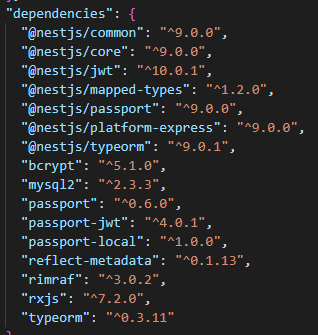 "dependencies": {
"@nestjs/common": "^9.0.0",
"@nestjs/core": "^9.0.0",
"@nestjs/jwt": "^10.0.1",
"@nestjs/mapped-types": "^1.2.0",
"@nestjs/passport": "^9.0.0",
"@nestjs/platform-express": "^9.0.0",
"@nestjs/typeorm": "^9.0.1",
"bcrypt": "^5.1.0",
"mysql2": "^2.3.3",
"passport": "^0.6.0",
"passport-jwt": "^4.0.1",
"passport-local": "^1.0.0",
"reflect-metadata": "^0.1.13",
"rimraf": "^3.0.2",
"rxjs": "^7.2.0",
"typeorm": "^0.3.11"